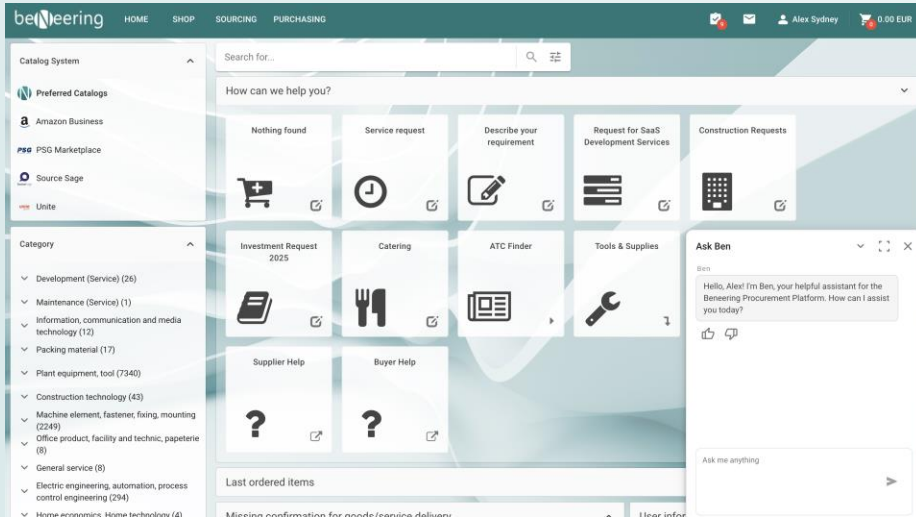 beNeering
HOME
SHOP
SOURCING
PURCHASING
Alex Sydney
0.00 EUR
Catalog System
Preferred Catalogs
a Amazon Business
PSG PSG Marketplace
Source Sage
Unite
Category
Development (Service) (26)
Maintenance (Service) (1)
Information, communication and media
technology (12)
Packing material (17)
Plant equipment, tool (7340)
Construction technology (43)
Machine element, fastener, fixing, mounting
(2249)
Office product, facility and technic, papeterie
(8)
General service (8)
Electric engineering, automation, process
control engineering (294)
Home economics, Home technology (4)
Search for...
How can we help you?
Nothing found
Service request
Describe your
requirement
Request for SaaS
Development Services
Construction Requests
Investment Request
2025
Catering
ATC Finder
Tools & Supplies
Supplier Help
Buyer Help
Last ordered items
Missing confirmation for goods/service delivery
User infor
Ask Ben
Ben
Hello, Alex! I'm Ben, your helpful assistant for the
Beneering Procurement Platform. How can I assist
you today?
Ask me anything